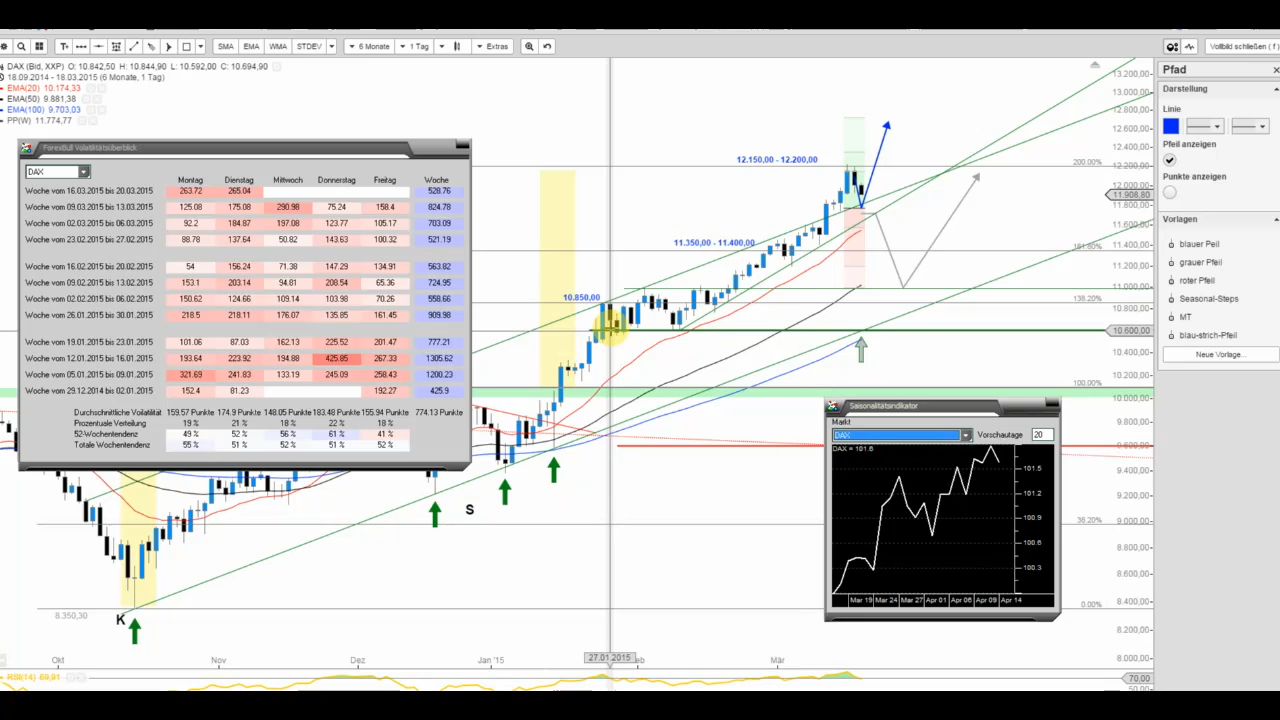 T SMA EMA WMA STDEV 6 Monate 1 Tag Extras Vollbild schließen ( f )
DAX (Bid, XXP) O: 10.842,50 H: 10.844,90 L: 10.592,00 C: 10.694,90
18.09.2014 - 18.03.2015 (6 Monate, 1 Tag)
EMA(20) 10.174,33
EMA(50) 9.881,38
EMA(100) 9.703,03
PP(W) 11.774,77
ForexBull Volatilitätsüberblick
DAX
Montag Dienstag Mittwoch Donnerstag Freitag Woche
Woche vom 16.03.2015 bis 20.03.2015 263.72 265.04 528.76
Woche vom 09.03.2015 bis 13.03.2015 125.08 175.08 290.98 75.24 158.4 824.78
Woche vom 02.03.2015 bis 06.03.2015 92.2 184.87 197.08 123.77 105.17 703.09
Woche vom 23.02.2015 bis 27.02.2015 88.78 137.64 50.82 143.63 100.32 521.19
Woche vom 16.02.2015 bis 20.02.2015 54 156.24 71.38 147.29 134.91 563.82
Woche vom 09.02.2015 bis 13.02.2015 153.1 203.14 94.81 208.54 65.36 724.95
Woche vom 02.02.2015 bis 06.02.2015 150.62 124.66 109.14 103.98 70.26 558.66
Woche vom 26.01.2015 bis 30.01.2015 218.5 218.11 176.07 135.85 161.45 909.98
Woche vom 19.01.2015 bis 23.01.2015 101.06 87.03 162.13 225.52 201.47 777.21
Woche vom 12.01.2015 bis 16.01.2015 193.64 223.92 194.88 425.85 267.33 1305.62
Woche vom 05.01.2015 bis 09.01.2015 321.69 241.83 133.19 245.09 258.43 1200.23
Woche vom 29.12.2014 bis 02.01.2015 152.4 81.23 192.27 425.9
Durchschnittliche Volatilität 159.57 Punkte 174.9 Punkte 148.05 Punkte 183.48 Punkte 155.94 Punkte 774.13 Punkte
Prozentuale Verteilung 19 % 21 % 18 % 22 % 18 %
52-Wochentendenz 49 % 52 % 56 % 61 % 41 %
Totale Wochentendenz 55 % 51 % 52 % 51 % 52 %
12.150,00 - 12.200,00
11.350,00 - 11.400,00
10.850,00
200.00%
161.80%
138.20%
100.00%
38.20%
0.00%
13.200,00
13.000,00
12.800,00
12.600,00
12.400,00
12.200,00
12.000,00
11.908,80
11.800,00
11.600,00
11.400,00
11.200,00
11.000,00
10.800,00
10.600,00
10.400,00
10.200,00
10.000,00
9.800,00
9.600,00
9.400,00
9.200,00
9.000,00
8.800,00
8.600,00
8.400,00
8.200,00
8.000,00
S
K
8.350,30
Okt Nov Dez Jan '15 27.01.2015 eb Mär
RSI(14) 69,91
70,00
50,00
Saisonalitätsindikator
Markt
DAX Vorschautage 20
DAX = 101.6
101.5
101.2
100.9
100.6
100.3
Mar 19 Mar 24 Mar 27 Apr 01 Apr 06 Apr 09 Apr 14
Pfad
Darstellung
Linie
Pfeil anzeigen
Punkte anzeigen
Vorlagen
blauer Peil
grauer Pfeil
roter Pfeil
Seasonal-Steps
MT
blau-strich-Pfeil
Neue Vorlage...